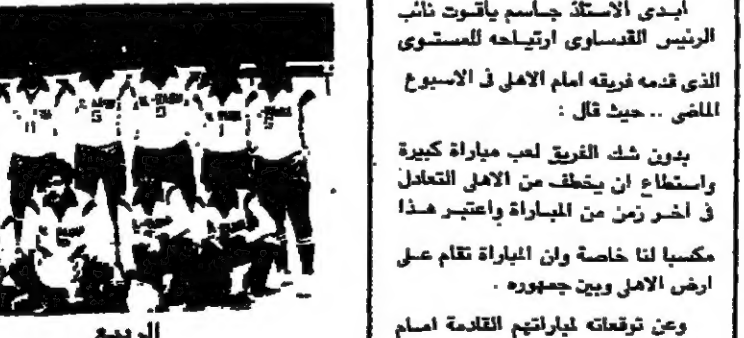 ابدى الاستاذ جاسم ياقوت نائب
الرئيس القدساوى ارتياحه للمستوى
الذى قدمه فريقه امام الاهلى فى الاسبوع
الماضى .. حيث قال :
بدون شك الفريق لعب مباراة كبيرة
واستطاع ان يخطف من الاهلى التعادل
فى آخر زمن من المباراة واعتبر هذا
مكسبا لنا خاصة وان المباراة تقام على
ارض الاهلى وبين جمهوره .
وعن توقعاته لمباراتهم القادمة امام
الربيع